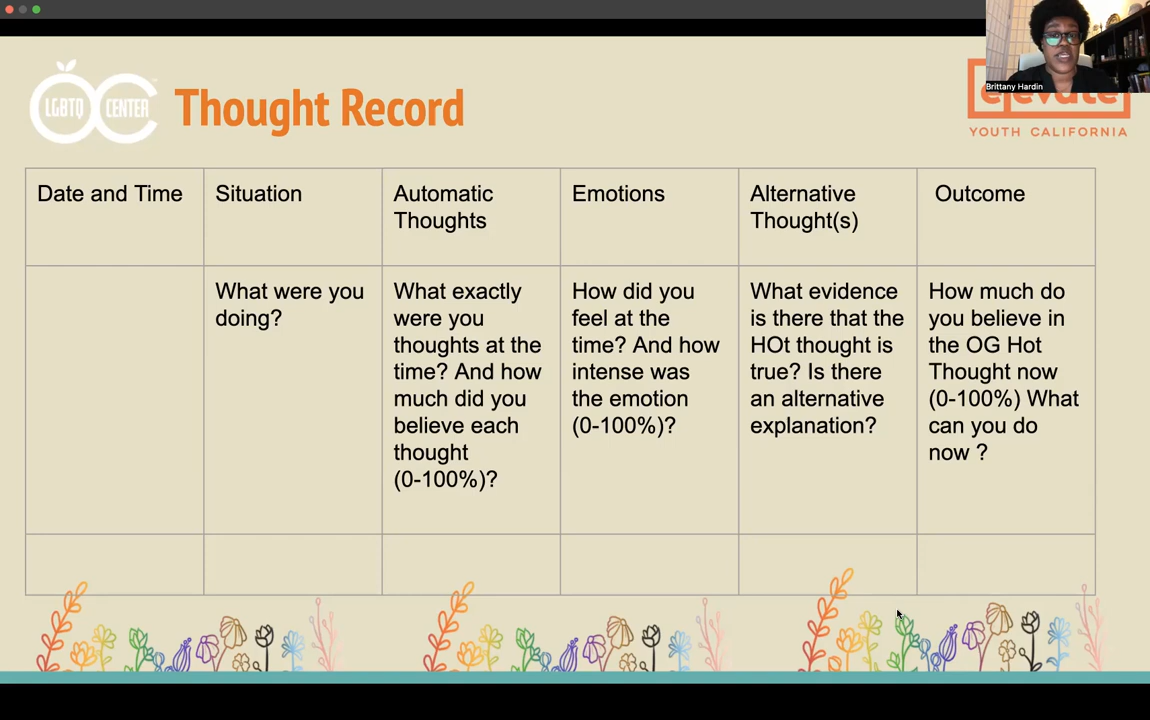 LGBTQ CENTER
Thought Record
Brittany Hardin
elevate
YOUTH CALIFORNIA
Date and Time
Situation
Automatic
Thoughts
Emotions
Alternative
Thought(s)
Outcome
What were you
doing?
What exactly
were you
thoughts at the
time? And how
much did you
believe each
thought
(0-100%)?
How did you
feel at the
time? And how
intense was
the emotion
(0-100%)?
What evidence
is there that the
HOt thought is
true? Is there
an alternative
explanation?
How much do
you believe in
the OG Hot
Thought now
(0-100%) What
can you do
now ?